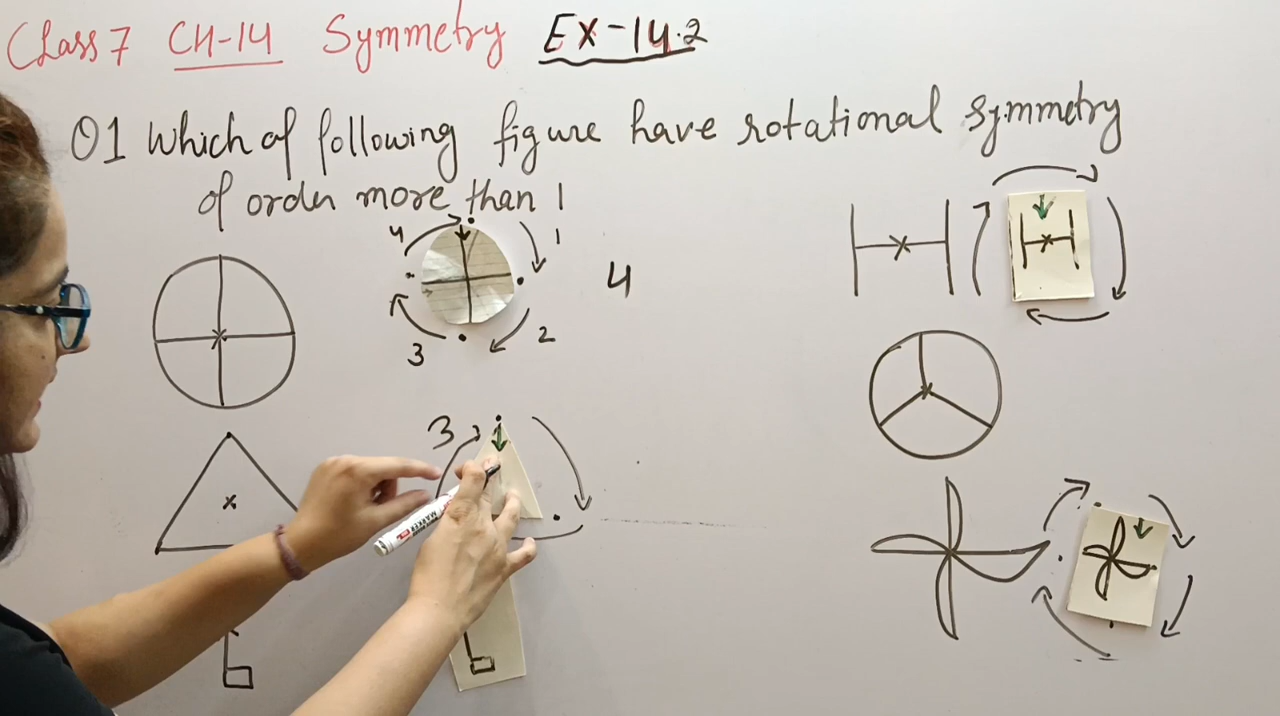 Class 7 CH-14 Symmetry Ex-14.2
Q1 Which of following figure have rotational symmetry
of order more than 1
4
1
4
3
2
3
MARKER